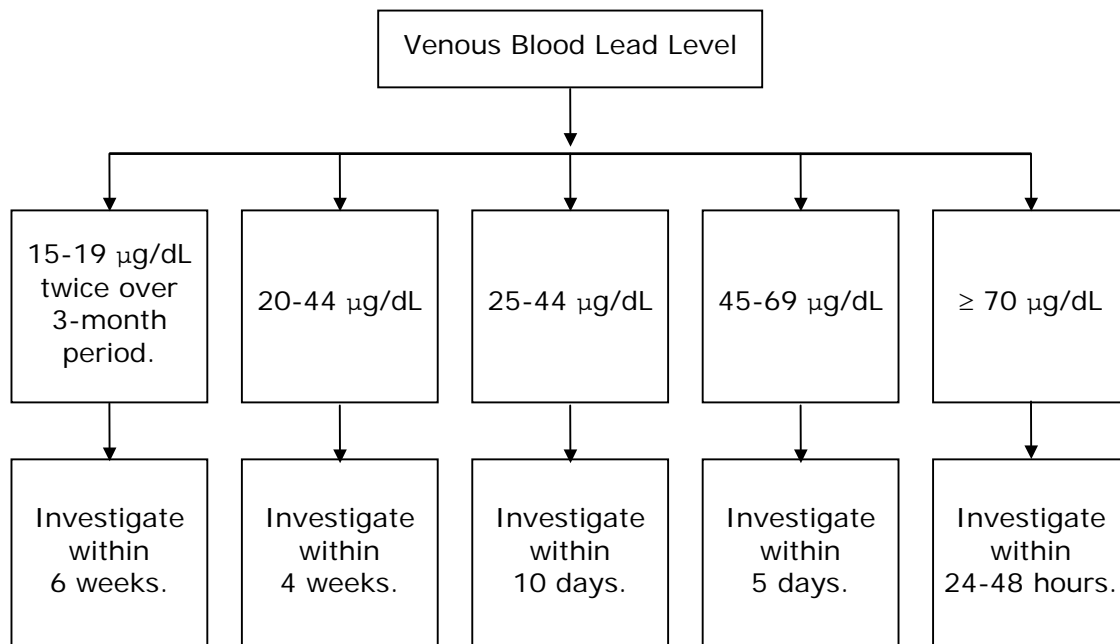 Venous Blood Lead Level
15-19 μg/dL
twice over
3-month
period.
20-44 μg/dL
25-44 μg/dL
45-69 μg/dL
≥ 70 μg/dL
Investigate
within
6 weeks.
Investigate
within
4 weeks.
Investigate
within
10 days.
Investigate
within
5 days.
Investigate
within
24-48 hours.